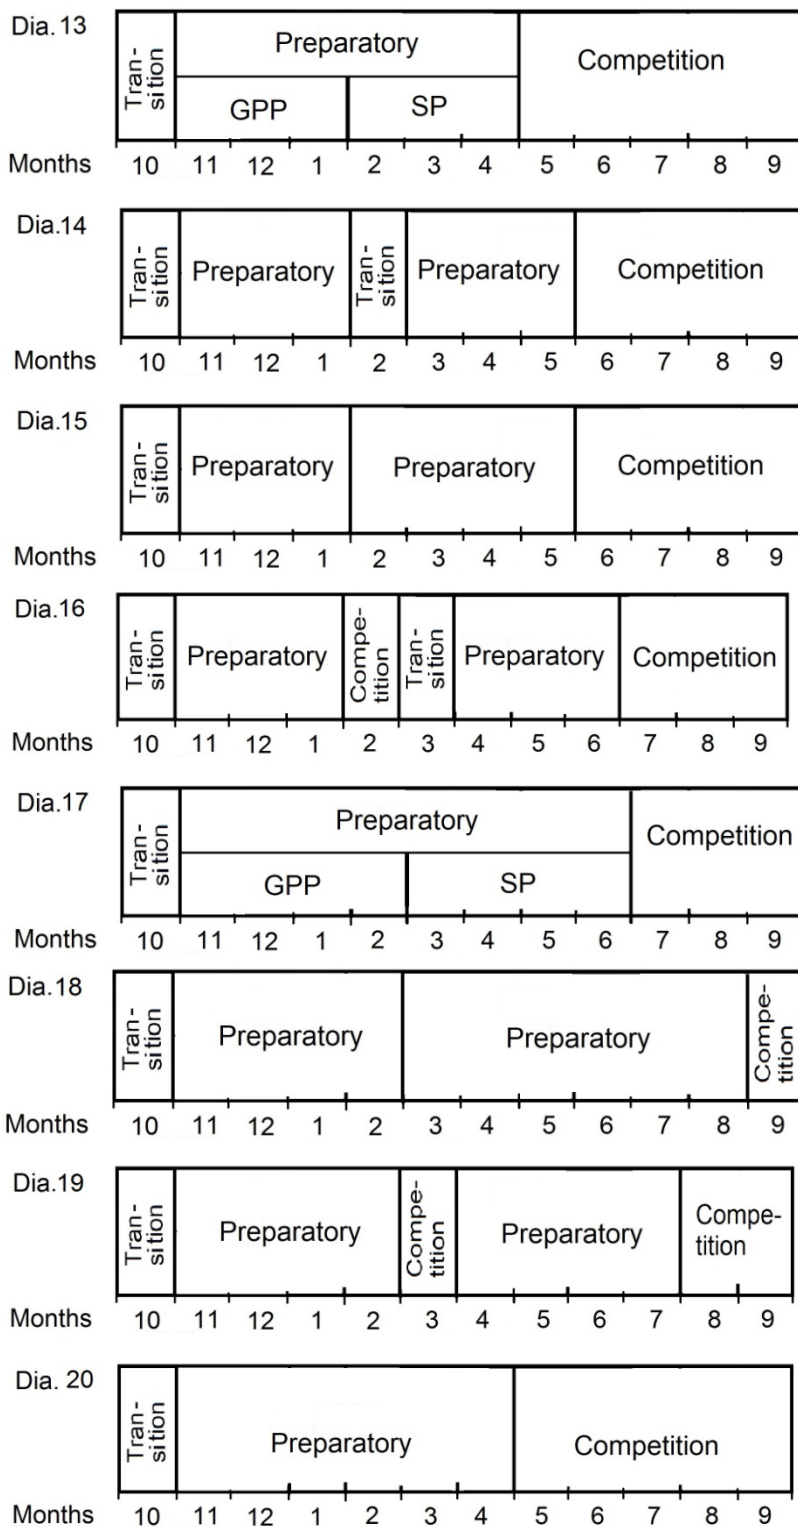 Dia.13
Tran-
sition
Preparatory
GPP
SP
Competition
Months 10 11 12 1 2 3 4 5 6 7 8 9
Dia.14
Tran-
sition
Preparatory
Tran-
sition
Preparatory
Competition
Months 10 11 12 1 2 3 4 5 6 7 8 9
Dia.15
Tran-
sition
Preparatory
Preparatory
Competition
Months 10 11 12 1 2 3 4 5 6 7 8 9
Dia.16
Tran-
sition
Preparatory
Compe-
tition
Tran-
sition
Preparatory
Competition
Months 10 11 12 1 2 3 4 5 6 7 8 9
Dia.17
Tran-
sition
Preparatory
GPP
SP
Competition
Months 10 11 12 1 2 3 4 5 6 7 8 9
Dia.18
Tran-
sition
Preparatory
Preparatory
Compe-
tition
Months 10 11 12 1 2 3 4 5 6 7 8 9
Dia.19
Tran-
sition
Preparatory
Compe-
tition
Preparatory
Compe-
tition
Months 10 11 12 1 2 3 4 5 6 7 8 9
Dia. 20
Tran-
sition
Preparatory
Competition
Months 10 11 12 1 2 3 4 5 6 7 8 9